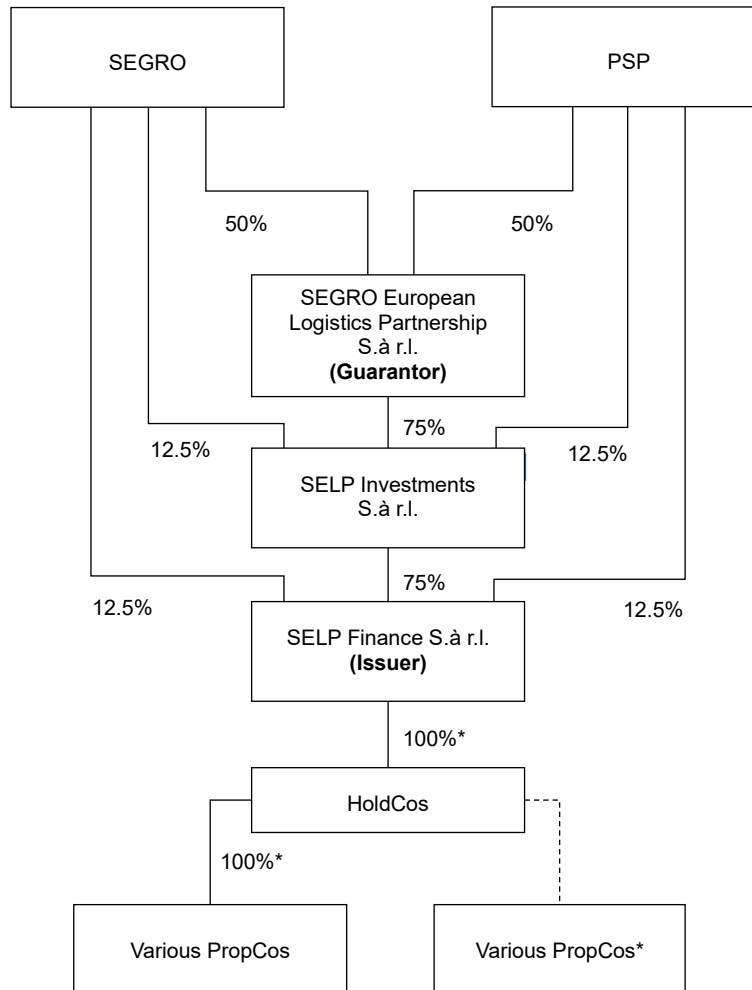 SEGRO
PSP
50%
50%
SEGRO European
Logistics Partnership
S.à r.l.
(Guarantor)
75%
12.5%
12.5%
SELP Investments
S.à r.l.
75%
12.5%
12.5%
SELP Finance S.à r.l.
(Issuer)
100%*
HoldCos
100%*
Various PropCos
Various PropCos*